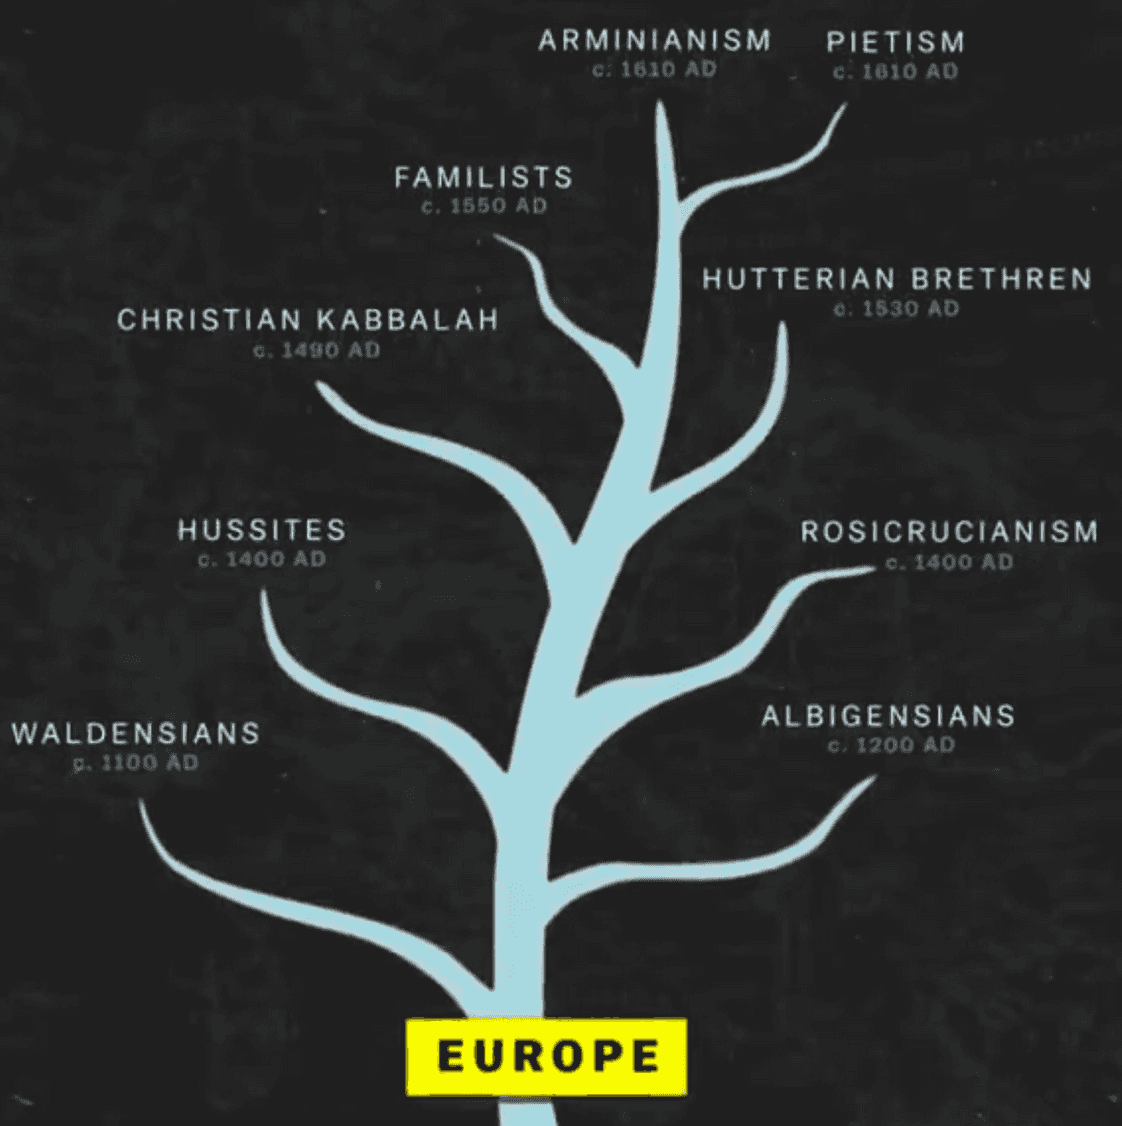 ARMINIANISM
c. 1610 AD
PIETISM
c. 1610 AD
FAMILISTS
c. 1550 AD
HUTTERIAN BRETHREN
c. 1530 AD
CHRISTIAN KABBALAH
c. 1490 AD
HUSSITES
c. 1400 AD
ROSICRUCIANISM
c. 1400 AD
ALBIGENSIANS
c. 1200 AD
WALDENSIANS
c. 1100 AD
EUROPE